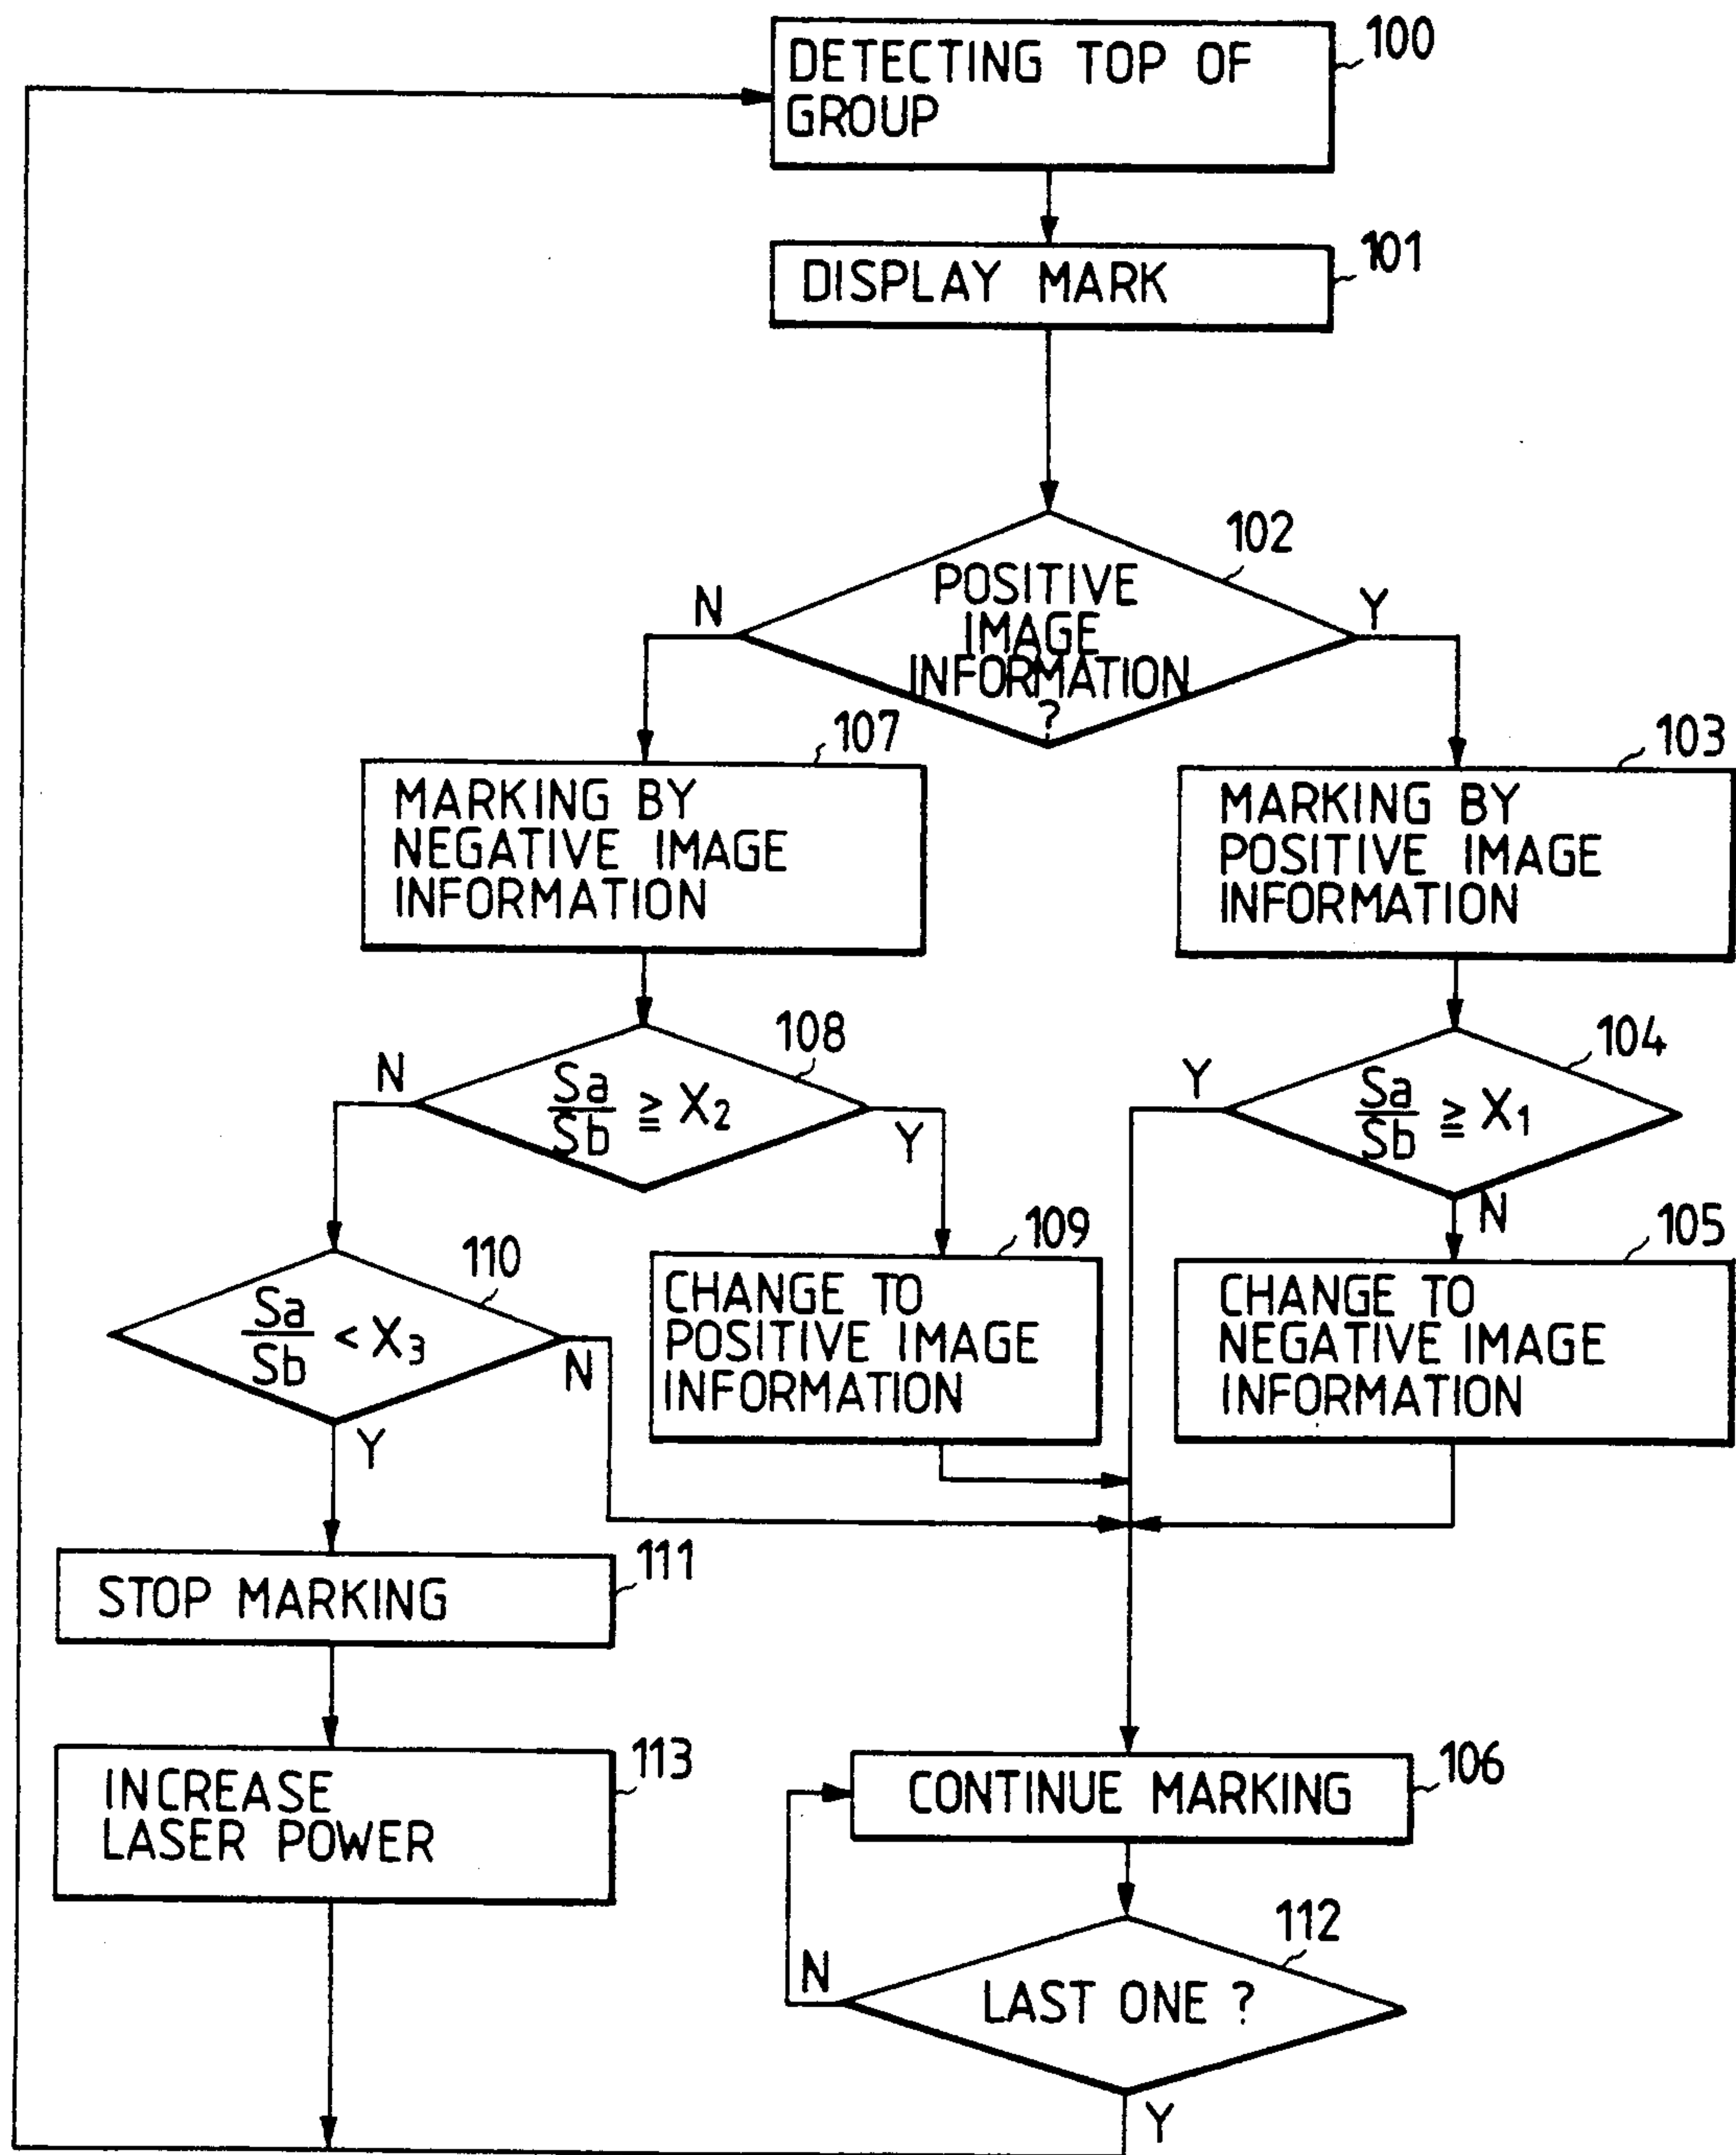 100
DETECTING TOP OF
GROUP
101
DISPLAY MARK
102
POSITIVE
IMAGE
INFORMATION
?
N
Y
107
MARKING BY
NEGATIVE IMAGE
INFORMATION
103
MARKING BY
POSITIVE IMAGE
INFORMATION
108
N
Sa
Sb ≧ X₂
Y
104
Y
Sa
Sb ≧ X₁
N
110
Sa
Sb < X₃
N
Y
109
CHANGE TO
POSITIVE IMAGE
INFORMATION
105
CHANGE TO
NEGATIVE IMAGE
INFORMATION
111
STOP MARKING
113
INCREASE
LASER POWER
106
CONTINUE MARKING
112
N
LAST ONE ?
Y